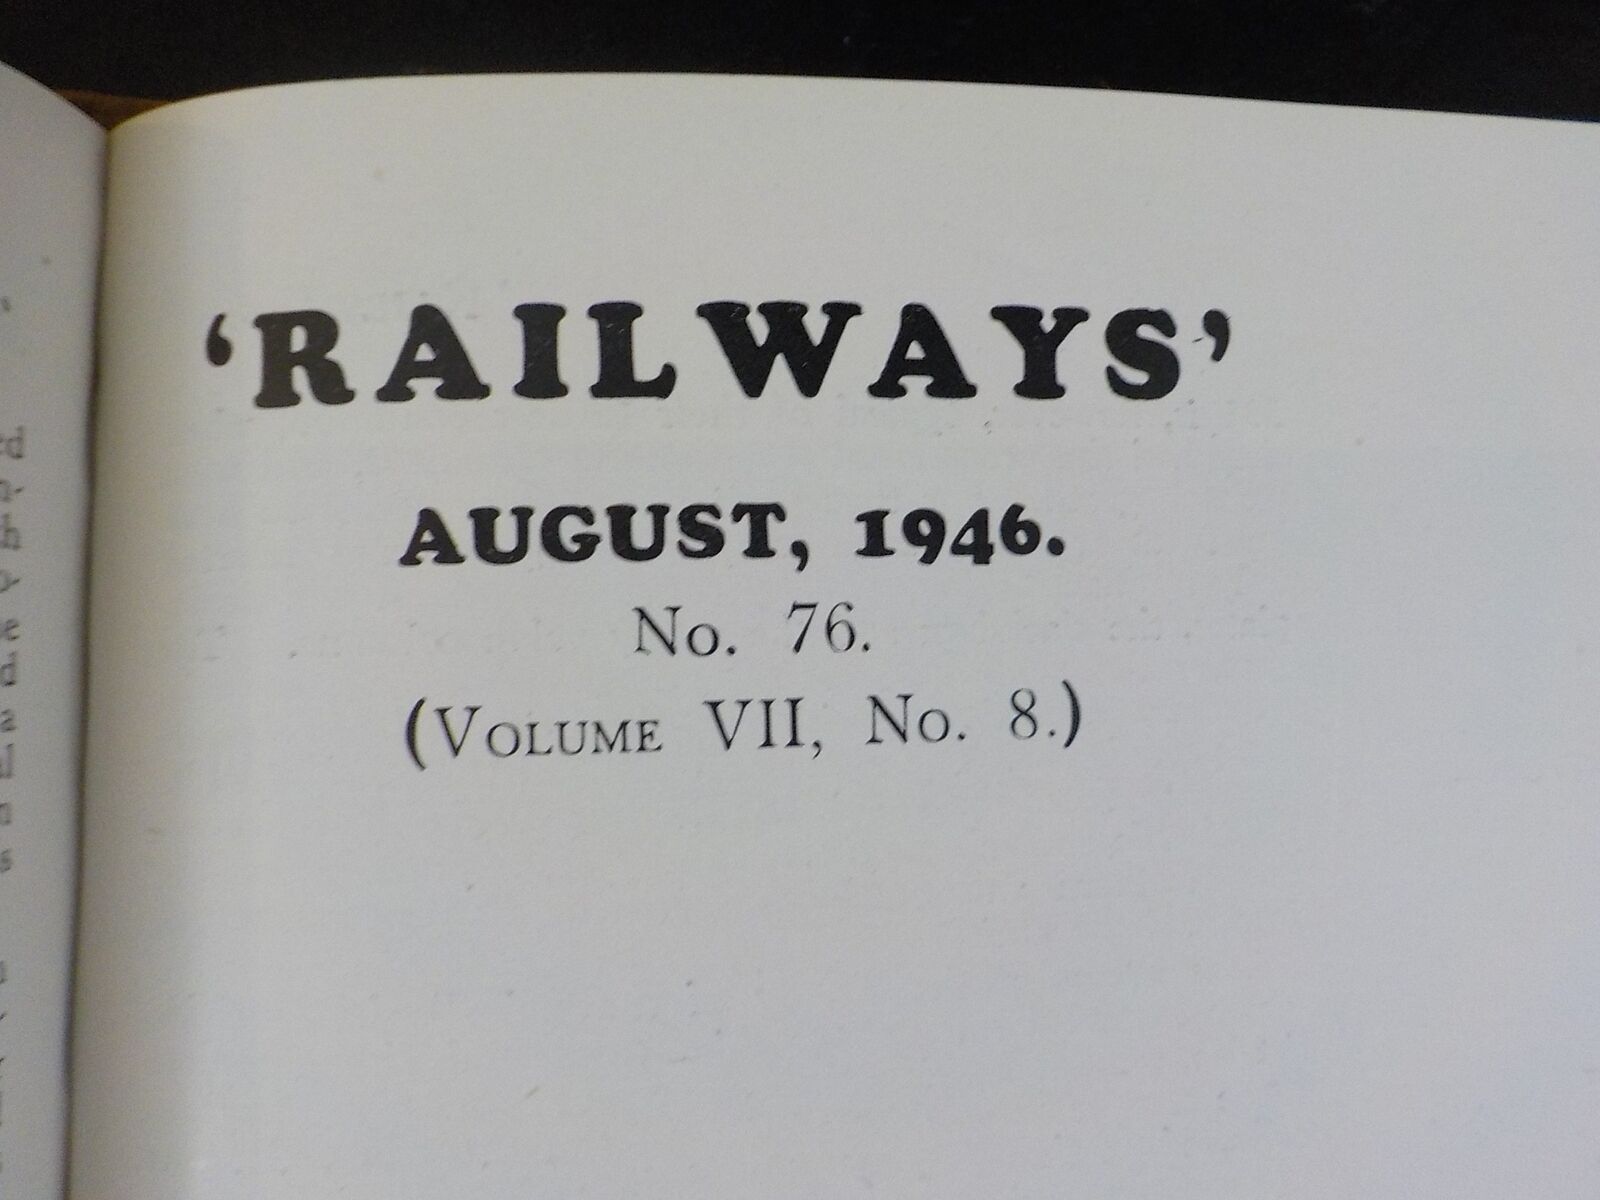 ‘RAILWAYS’
AUGUST, 1946.
No. 76.
(VOLUME VII, No. 8.)